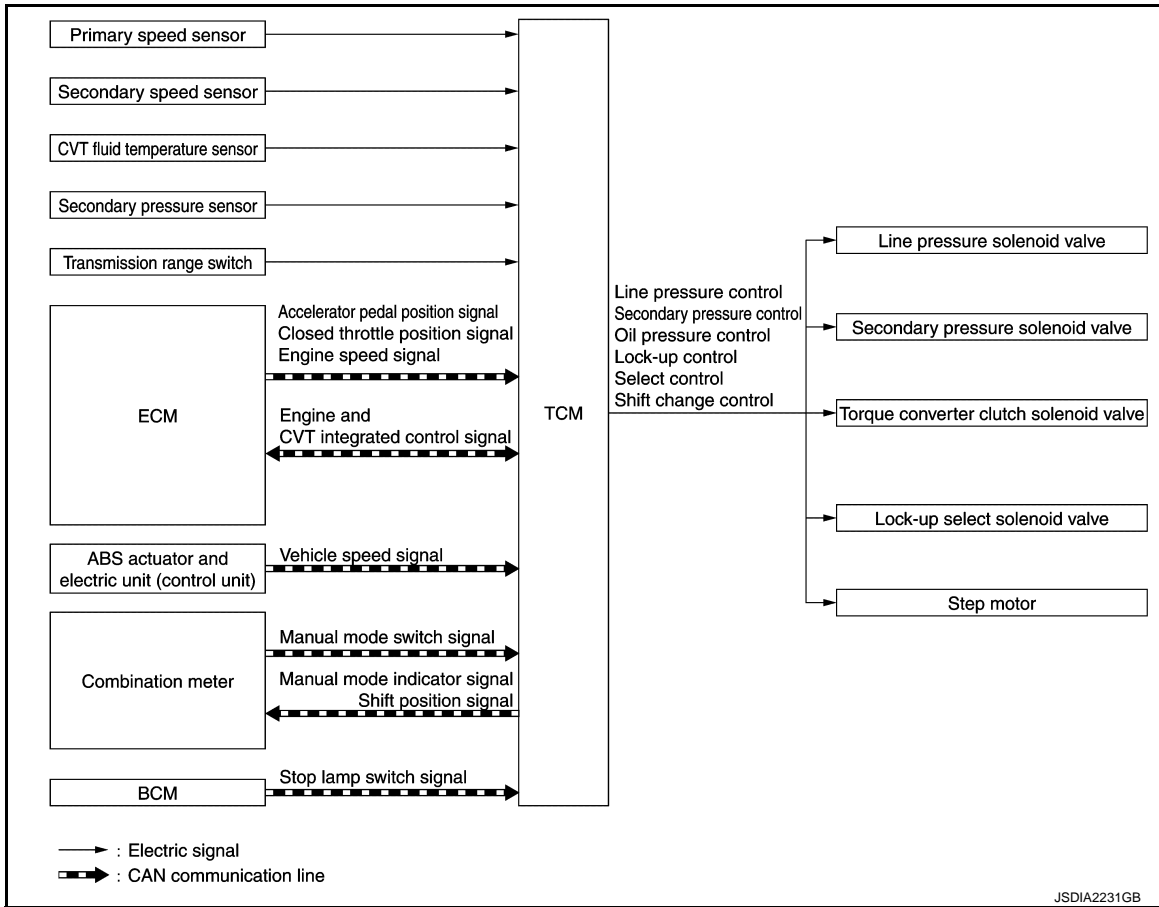 Primary speed sensor
Secondary speed sensor
CVT fluid temperature sensor
Secondary pressure sensor
Transmission range switch
ECM
Accelerator pedal position signal
Closed throttle position signal
Engine speed signal
Engine and
CVT integrated control signal
ABS actuator and
electric unit (control unit)
Vehicle speed signal
Combination meter
Manual mode switch signal
Manual mode indicator signal
Shift position signal
BCM
Stop lamp switch signal
TCM
Line pressure control
Secondary pressure control
Oil pressure control
Lock-up control
Select control
Shift change control
Line pressure solenoid valve
Secondary pressure solenoid valve
Torque converter clutch solenoid valve
Lock-up select solenoid valve
Step motor
: Electric signal
: CAN communication line
JSDIA2231GB